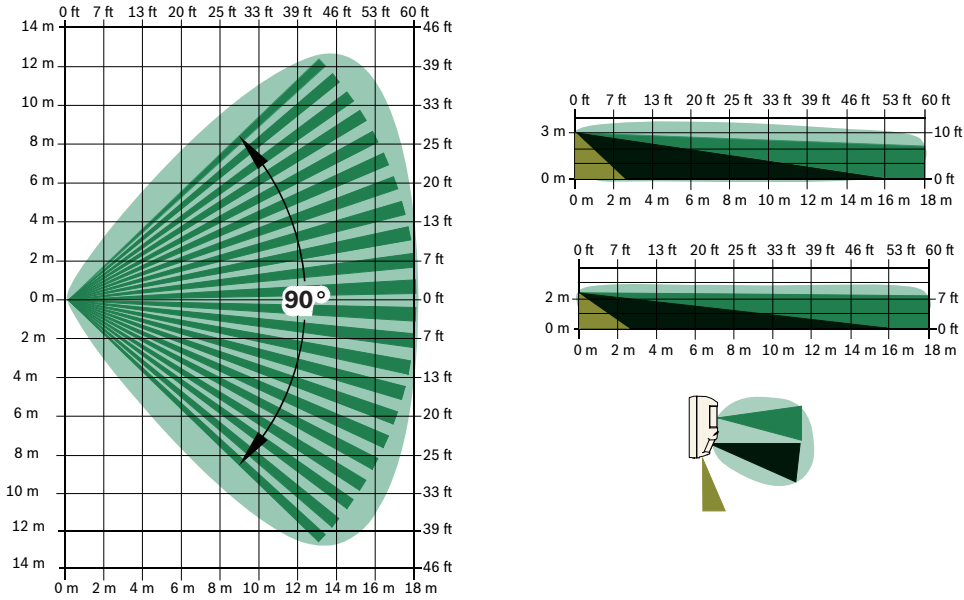 0 ft 7 ft 13 ft 20 ft 33 ft 39 ft 46 ft 53 ft 60 ft
14 m 46 ft
12 m 39 ft
10 m 33 ft
8 m 25 ft
6 m 20 ft
4 m 13 ft
2 m 7 ft
0 m 90° 0 ft
2 m 7 ft
4 m 13 ft
6 m 20 ft
8 m 25 ft
10 m 33 ft
12 m 39 ft
14 m 46 ft
0 m 2 m 4 m 6 m 8 m 10 m 12 m 14 m 16 m 18 m
0 ft 7 ft 13 ft 20 ft 25 ft 33 ft 39 ft 46 ft 53 ft 60 ft
3 m 10 ft
0 m 0 ft
0 m 2 m 4 m 6 m 8 m 10 m 12 m 14 m 16 m 18 m
0 ft 7 ft 13 ft 20 ft 25 ft 33 ft 39 ft 46 ft 53 ft 60 ft
2 m 7 ft
0 m 0 ft
0 m 2 m 4 m 6 m 8 m 10 m 12 m 14 m 16 m 18 m